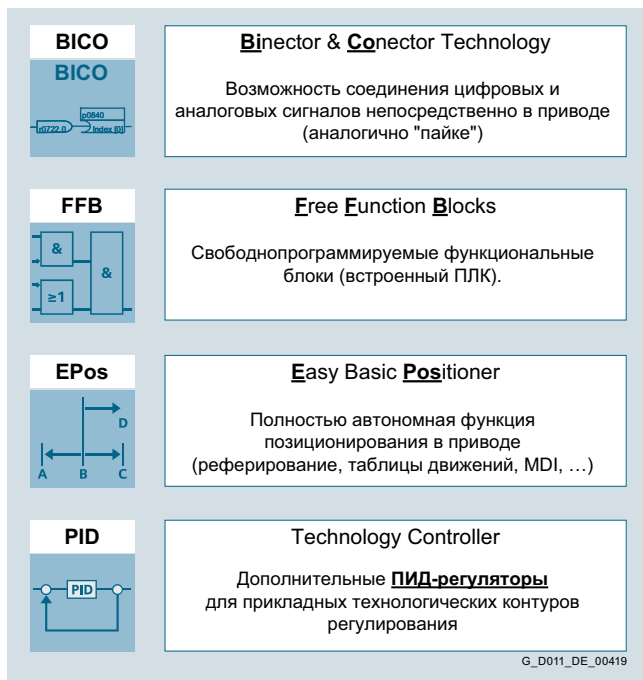 BICO
Binector & Conector Technology
BICO
p0840
r0722.0
Index [0]
Возможность соединения цифровых и
аналоговых сигналов непосредственно в приводе
(аналогично "пайке")
FFB
Free Function Blocks
&
&
≥1
Свободнопрограммируемые функциональные
блоки (встроенный ПЛК).
EPos
Easy Basic Positioner
D
A B C
Полностью автономная функция
позиционирования в приводе
(реферирование, таблицы движений, MDI, …)
PID
Technology Controller
PID
Дополнительные ПИД-регуляторы
для прикладных технологических контуров
регулирования
G_D011_DE_00419